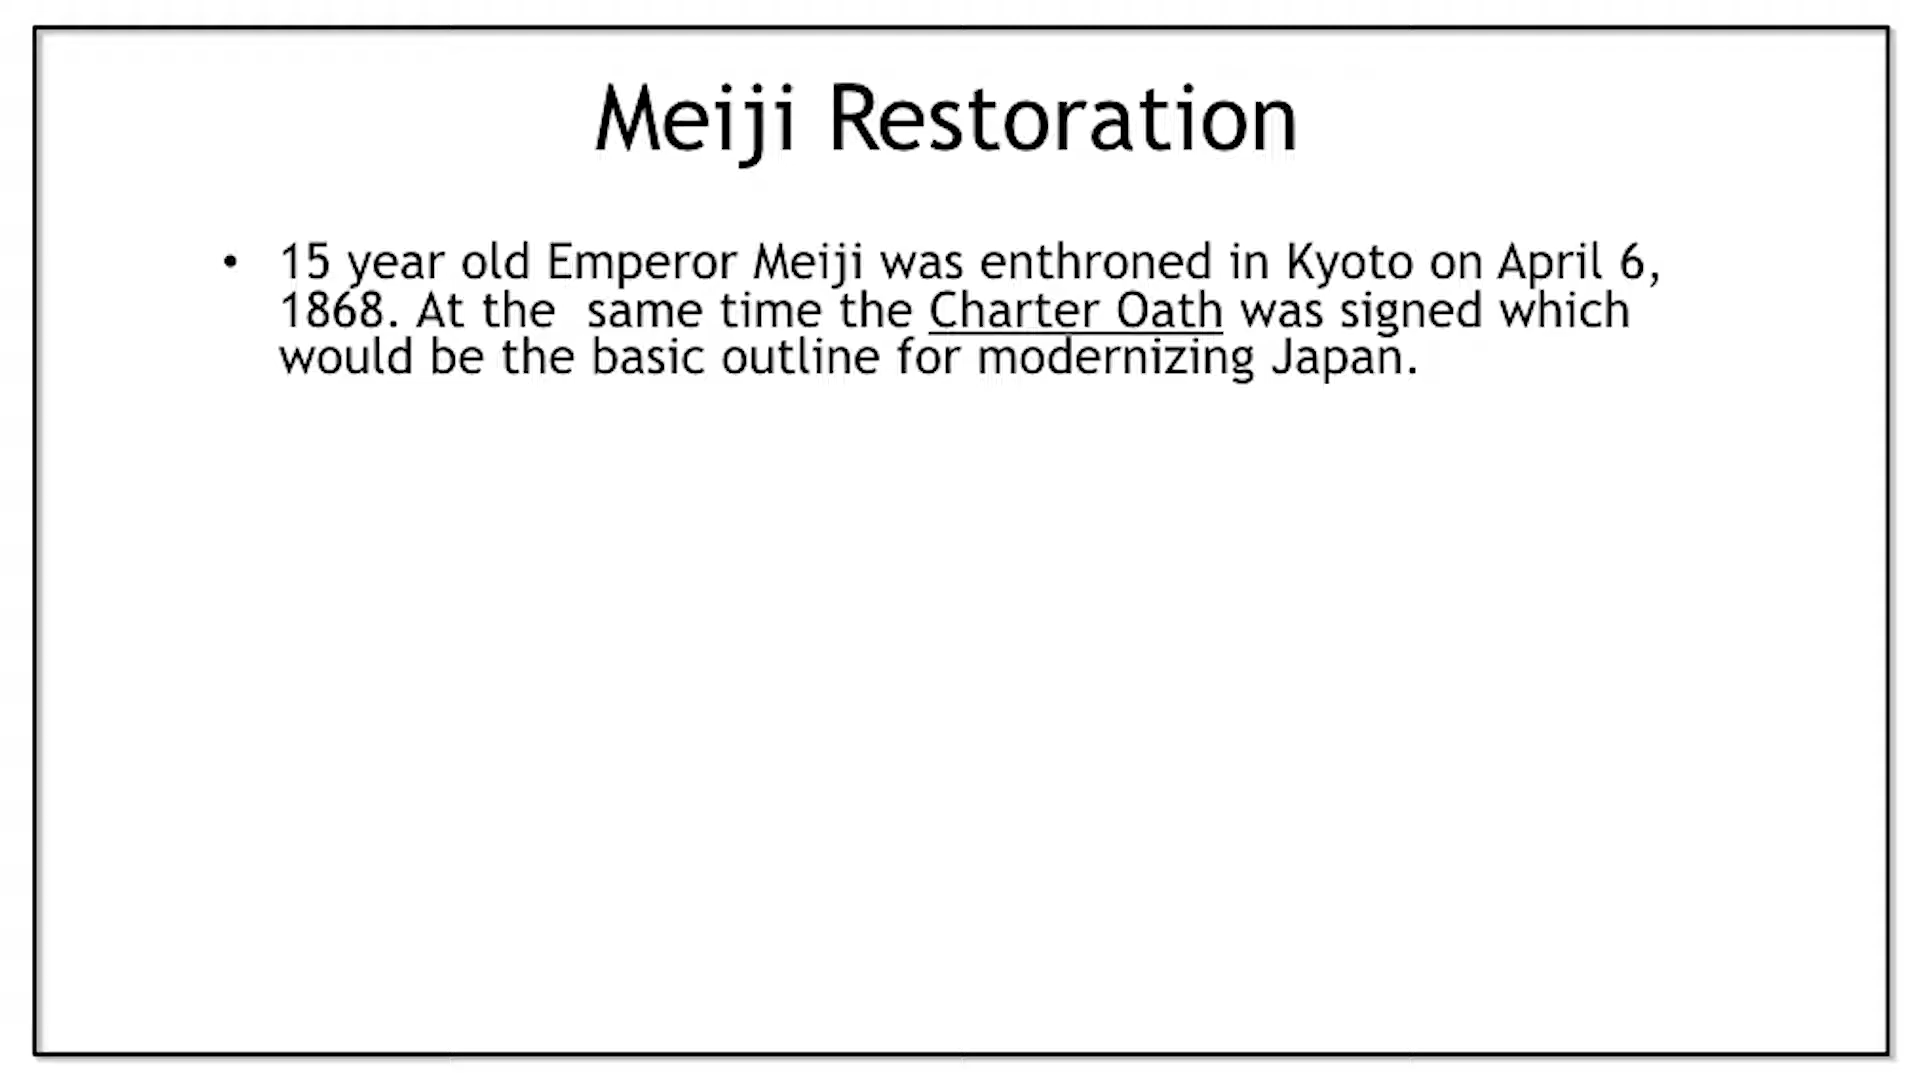 Meiji Restoration
• 15 year old Emperor Meiji was enthroned in Kyoto on April 6,
1868. At the  same time the Charter Oath was signed which
would be the basic outline for modernizing Japan.